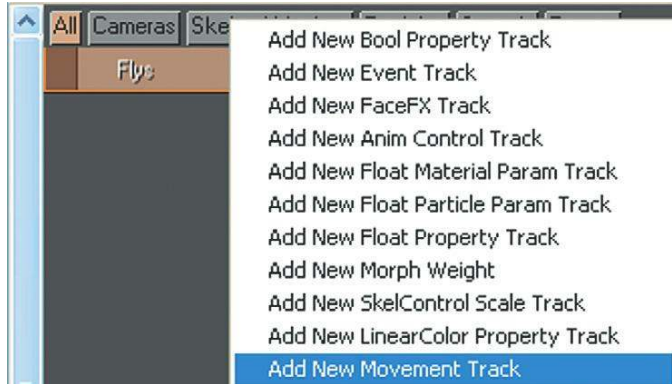 All Cameras
Flys
Add New Bool Property Track
Add New Event Track
Add New FaceFX Track
Add New Anim Control Track
Add New Float Material Param Track
Add New Float Particle Param Track
Add New Float Property Track
Add New Morph Weight
Add New SkelControl Scale Track
Add New LinearColor Property Track
Add New Movement Track